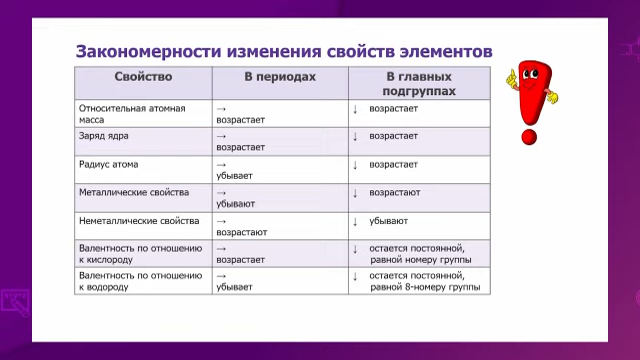 Закономерности изменения свойств элементов
Свойство В периодах В главных
подгруппах
Относительная атомная
масса → возрастает ↓ возрастает
Заряд ядра → возрастает ↓ возрастает
Радиус атома → убывает ↓ возрастает
Металлические свойства → убывают ↓ возрастают
Неметаллические свойства → возрастают ↓ убывают
Валентность по отношению
к кислороду → возрастает ↓ остается постоянной,
равной номеру группы
Валентность по отношению
к водороду → убывает ↓ остается постоянной,
равной 8-номеру группы